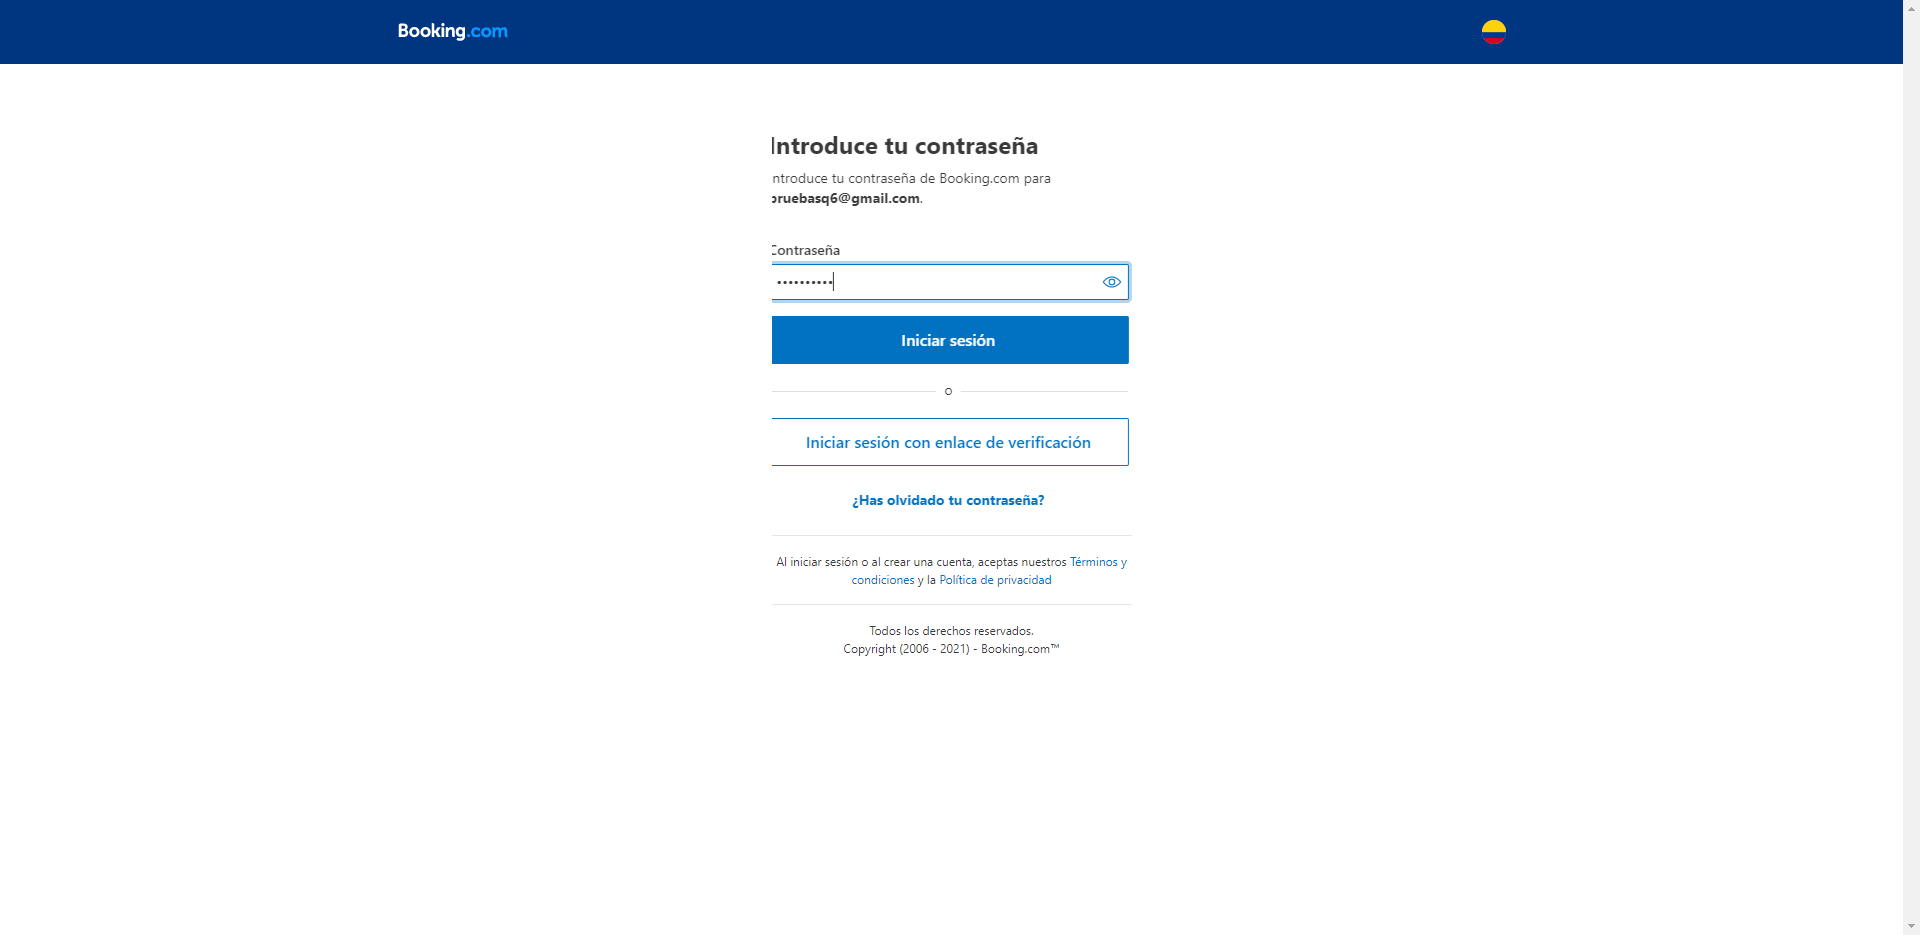 Booking.com
Introduce tu contraseña
ntroduce tu contraseña de Booking.com para
pruebasq6@gmail.com.
Contraseña
••••••••••
Iniciar sesión
o
Iniciar sesión con enlace de verificación
¿Has olvidado tu contraseña?
Al iniciar sesión o al crear una cuenta, aceptas nuestros Términos y
condiciones y la Política de privacidad
Todos los derechos reservados.
Copyright (2006 - 2021) - Booking.com™